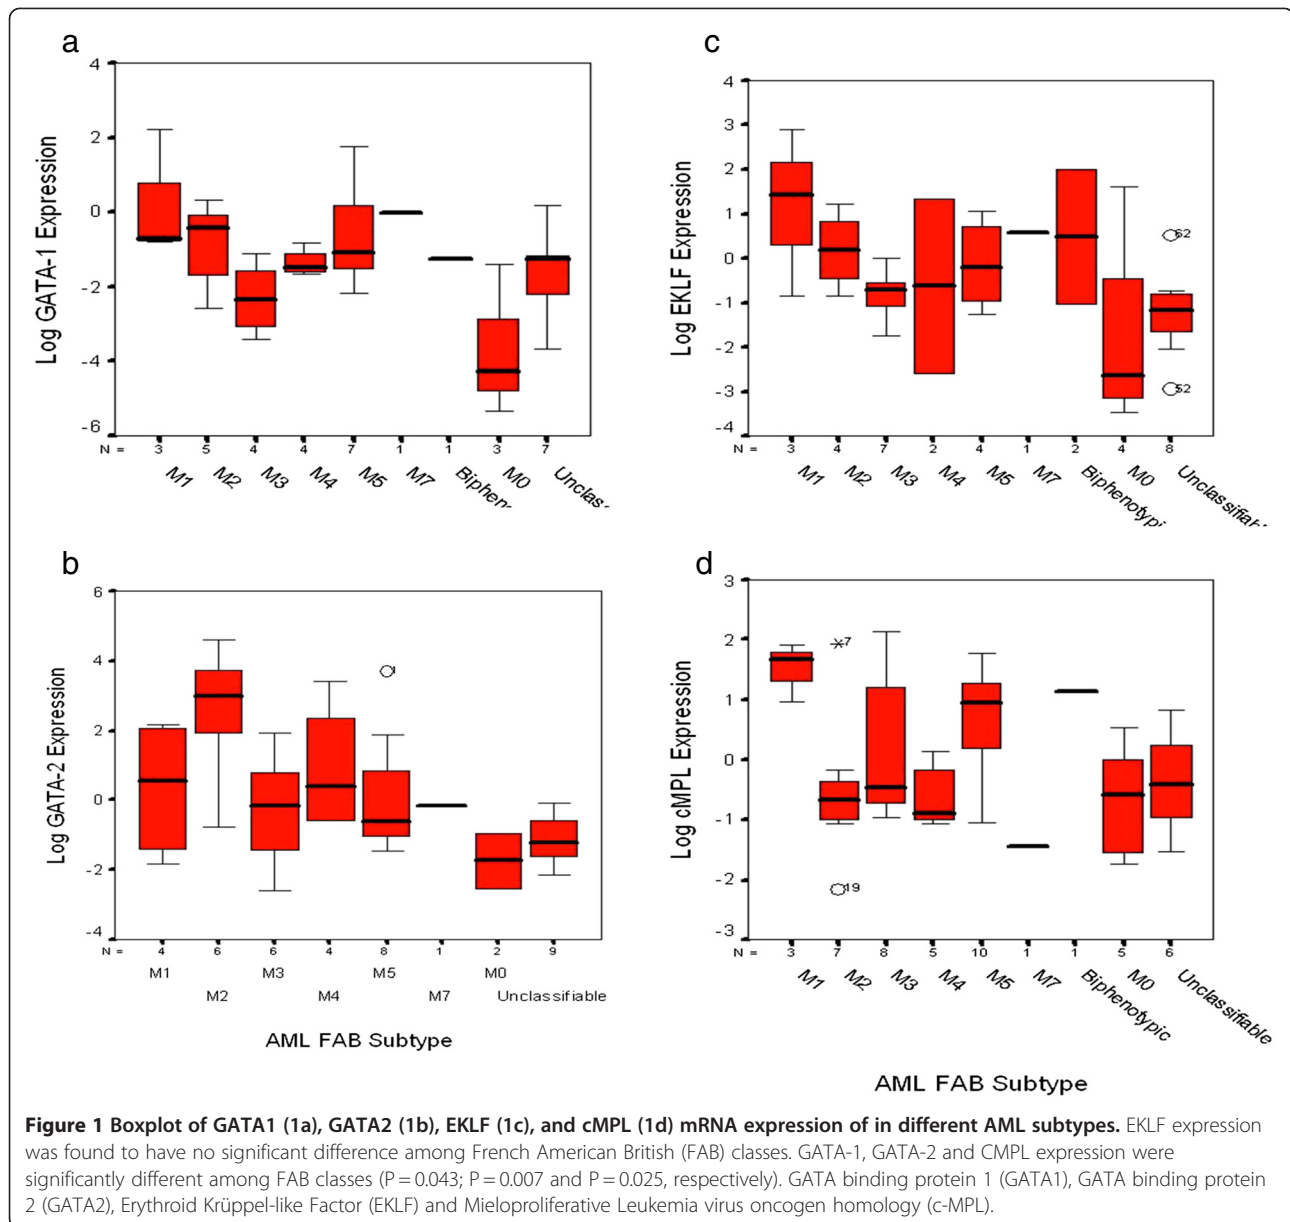 a
Log GATA-1 Expression
4
2
0
-2
-4
-6
N = 3 5 4 4 7 1 1 3 7
M1 M2 M3 M4 M5 M7 Biphen M0 Unclas
c
Log EKLF Expression
4
3
2
1
0
-1
-2
-3
-4
62
52
N = 3 4 7 2 4 1 2 4 8
M1 M2 M3 M4 M5 M7 Biphenotypi M0 Unclassifiable
b
Log GATA-2 Expression
6
4
2
0
-2
-4
N = 4 6 6 4 8 1 2 9
M1 M3 M5 M0
M2 M4 M7 Unclassifiable
AML FAB Subtype
d
Log cMPL Expression
3
2
1
0
-1
-2
-3
7
19
N = 3 7 8 5 10 1 1 5 6
M1 M2 M3 M4 M5 M7 Biphenotypic M0 Unclassifiable
AML FAB Subtype
Figure 1 Boxplot of GATA1 (1a), GATA2 (1b), EKLF (1c), and cMPL (1d) mRNA expression of in different AML subtypes. EKLF expression
was found to have no significant difference among French American British (FAB) classes. GATA-1, GATA-2 and CMPL expression were
significantly different among FAB classes (P = 0.043; P = 0.007 and P = 0.025, respectively). GATA binding protein 1 (GATA1), GATA binding protein
2 (GATA2), Erythroid Krüppel-like Factor (EKLF) and Mieloproliferative Leukemia virus oncogen homology (c-MPL).